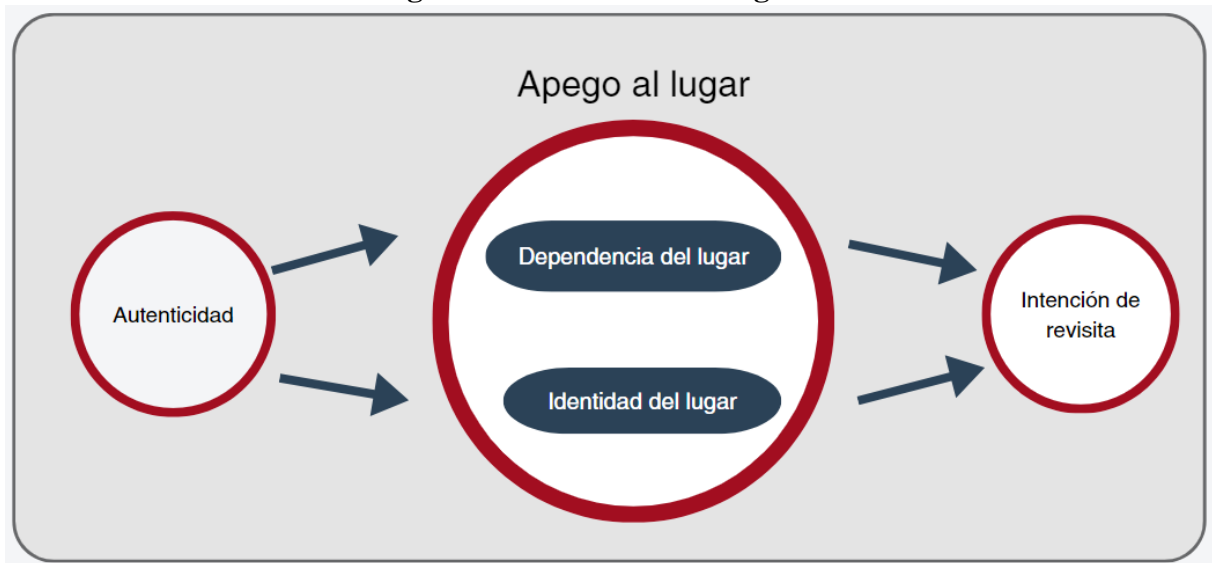 Apego al lugar
Dependencia del lugar
Autenticidad
Intención de
revisita
Identidad del lugar